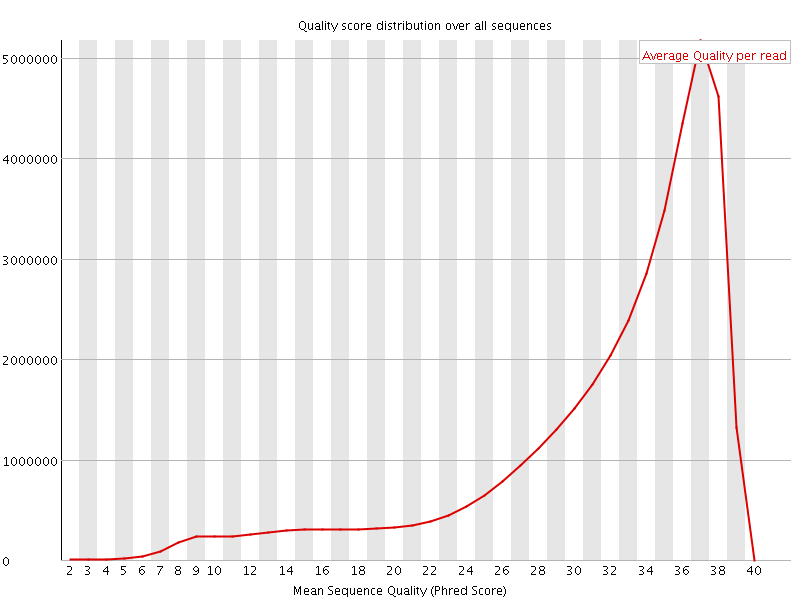 Quality score distribution over all sequences
Average Quality per read
5000000
4000000
3000000
2000000
1000000
0
2 3 4 5 6 7 8 9 10 12 14 16 18 20 22 24 26 28 30 32 34 36 38 40
Mean Sequence Quality (Phred Score)